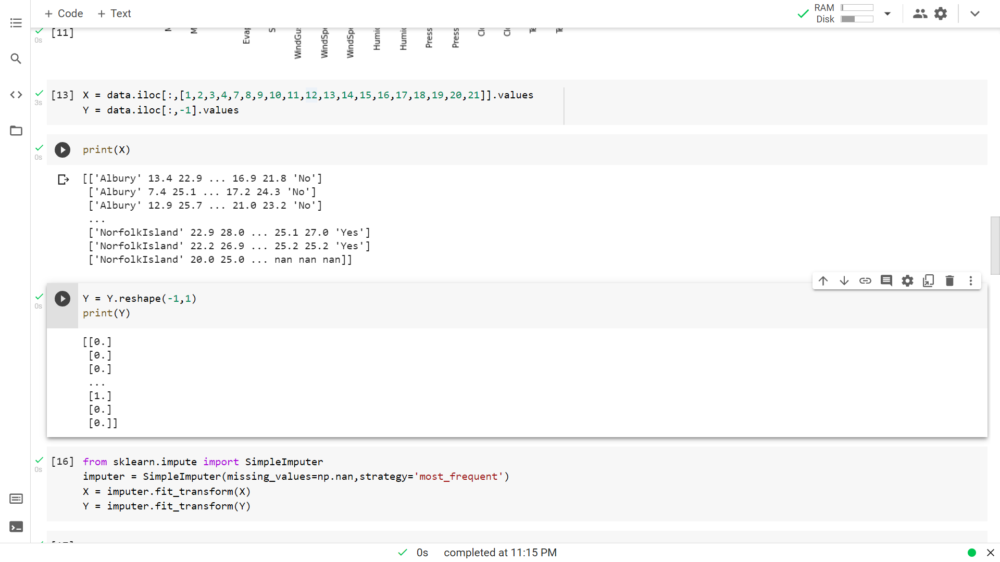 + Code + Text
RAM
Disk
[11]
0s
Evap
WindGu
WindSpe
WindSpe
Humi
Humi
Press
Press
[13] X = data.iloc[:,[1,2,3,4,7,8,9,10,11,12,13,14,15,16,17,18,19,20,21]].values
3s
Y = data.iloc[:,-1].values
print(X)
0s
[['Albury' 13.4 22.9 ... 16.9 21.8 'No']
['Albury' 7.4 25.1 ... 17.2 24.3 'No']
['Albury' 12.9 25.7 ... 21.0 23.2 'No']
...
['NorfolkIsland' 22.9 28.0 ... 25.1 27.0 'Yes']
['NorfolkIsland' 22.2 26.9 ... 25.2 25.2 'Yes']
['NorfolkIsland' 20.0 25.0 ... nan nan nan]]
Y = Y.reshape(-1,1)
0s
print(Y)
[[0.]
[0.]
[0.]
...
[1.]
[0.]
[0.]]
[16] from sklearn.impute import SimpleImputer
0s
imputer = SimpleImputer(missing_values=np.nan,strategy='most_frequent')
X = imputer.fit_transform(X)
Y = imputer.fit_transform(Y)
0s completed at 11:15 PM